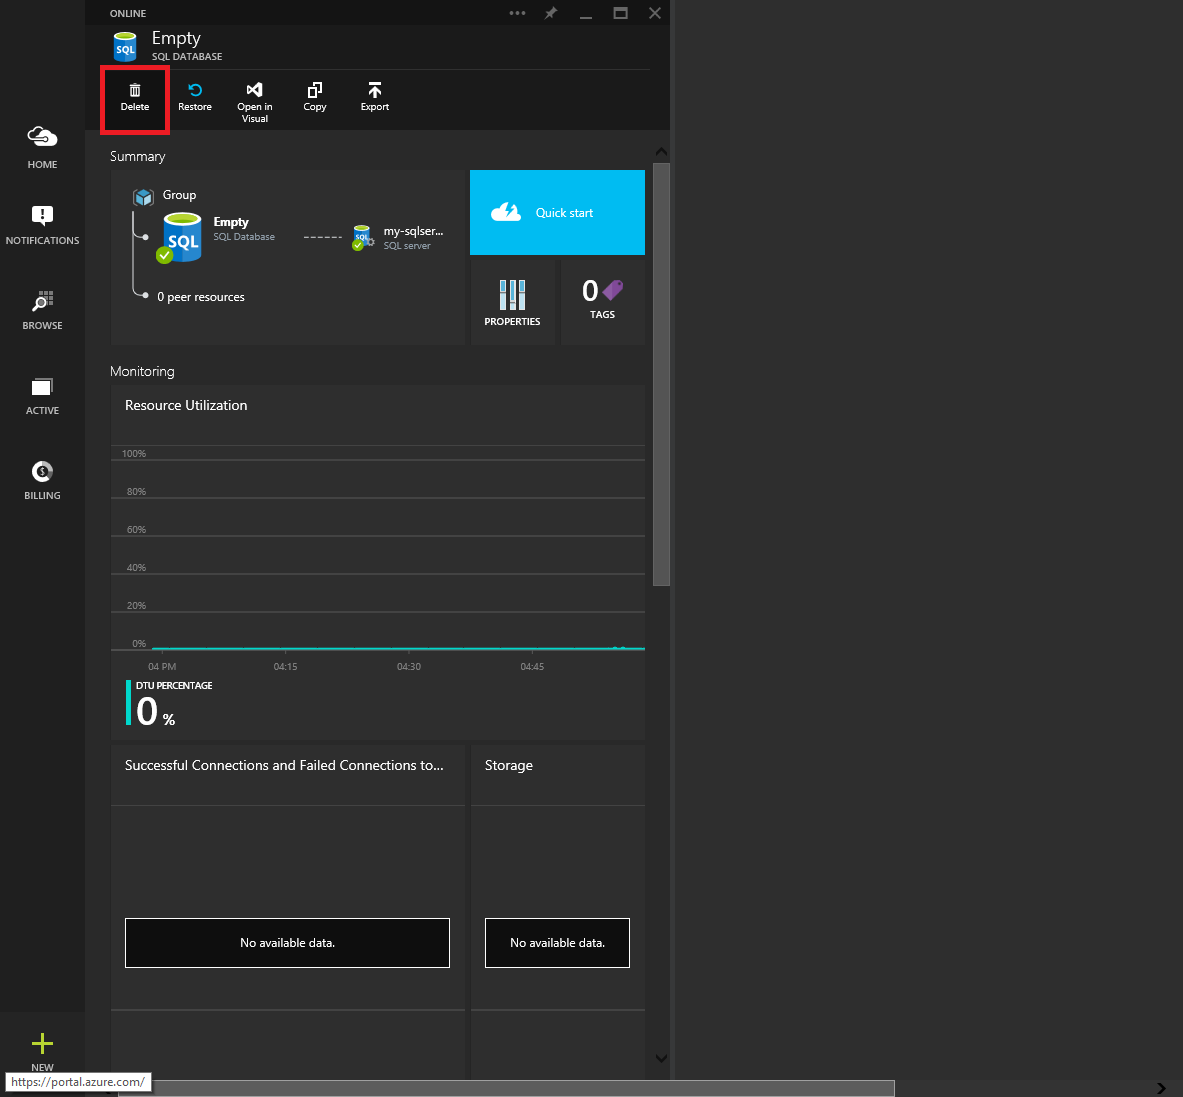 ONLINE
Empty
SQL DATABASE
SQL
Delete
Restore
Open in
Visual
Copy
Export
HOME
NOTIFICATIONS
BROWSE
ACTIVE
BILLING
NEW
https://portal.azure.com/
Summary
Group
Empty
SQL Database
SQL
my-sqlser...
SQL server
SQL
0 peer resources
Quick start
PROPERTIES
0
TAGS
Monitoring
Resource Utilization
100%
80%
60%
40%
20%
0%
04 PM 04:15 04:30 04:45
DTU PERCENTAGE
0 %
Successful Connections and Failed Connections to...
No available data.
Storage
No available data.